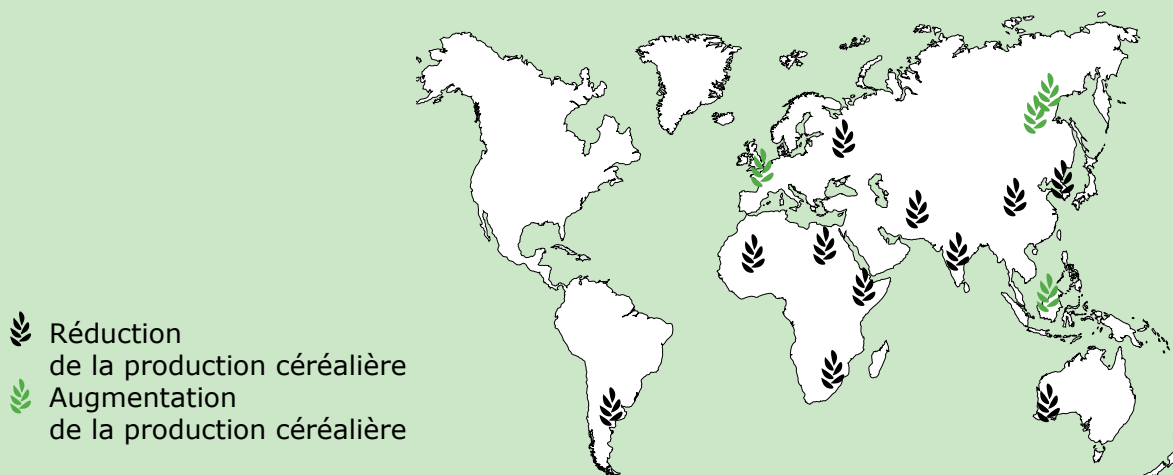 Réduction
de la production céréalière
Augmentation
de la production céréalière